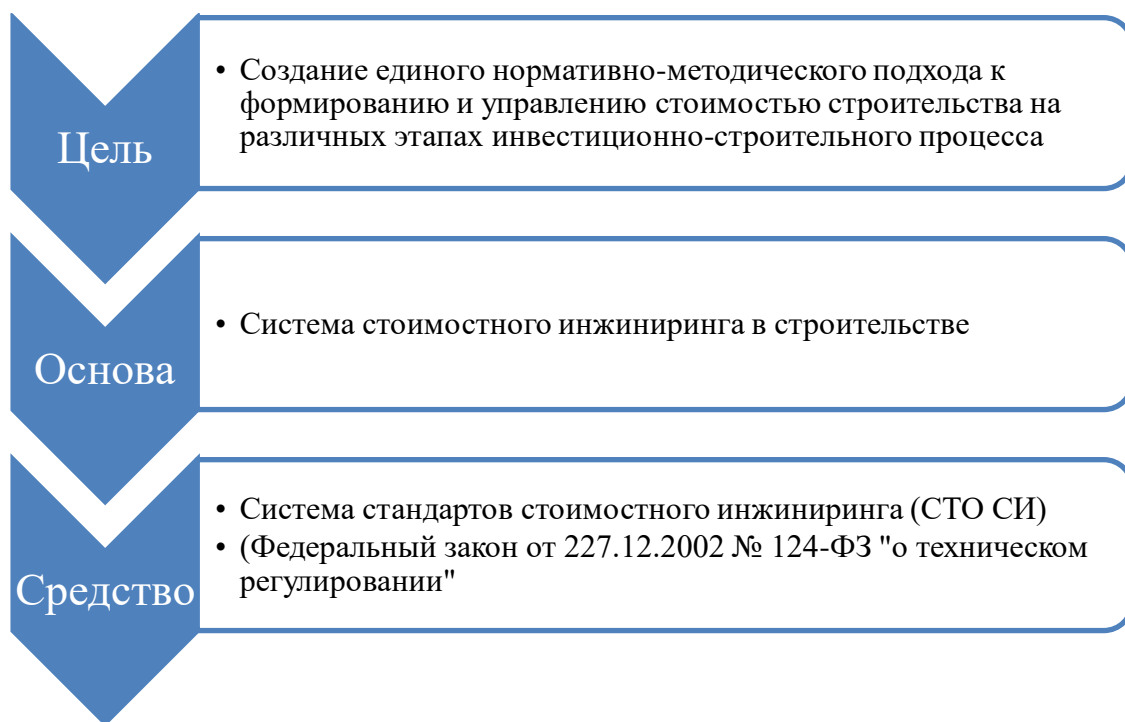 Цель
• Создание единого нормативно-методического подхода к
формированию и управлению стоимостью строительства на
различных этапах инвестиционно-строительного процесса
Основа
• Система стоимостного инжиниринга в строительстве
Средство
• Система стандартов стоимостного инжиниринга (СТО СИ)
• (Федеральный закон от 227.12.2002 № 124-ФЗ "о техническом
регулировании"